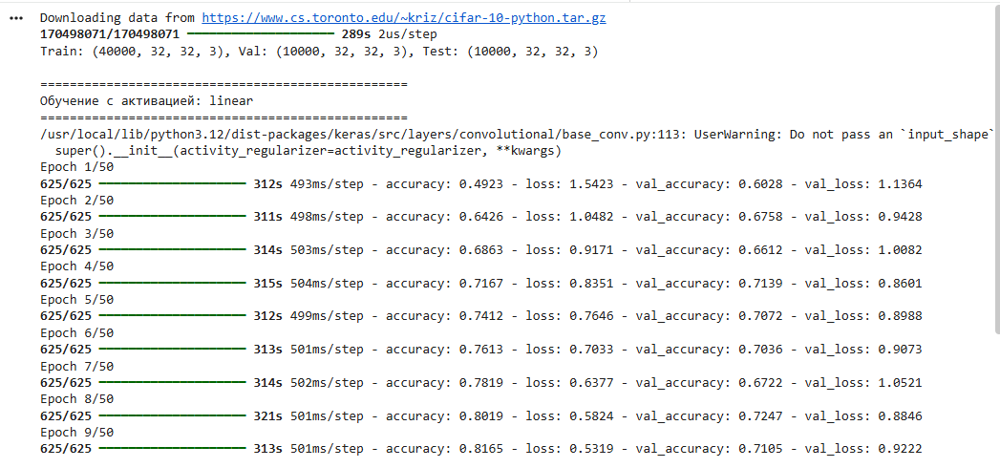 ••• Downloading data from https://www.cs.toronto.edu/~kriz/cifar-10-python.tar.gz
170498071/170498071 ━━━━━━━━━━━━━━━━━━━━ 289s 2us/step
Train: (40000, 32, 32, 3), Val: (10000, 32, 32, 3), Test: (10000, 32, 32, 3)
==================================================
Обучение с активацией: linear
==================================================
/usr/local/lib/python3.12/dist-packages/keras/src/layers/convolutional/base_conv.py:113: UserWarning: Do not pass an `input_shape`
super().__init__(activity_regularizer=activity_regularizer, **kwargs)
Epoch 1/50
625/625 ━━━━━━━━━━━━━━━━━━━━ 312s 493ms/step - accuracy: 0.4923 - loss: 1.5423 - val_accuracy: 0.6028 - val_loss: 1.1364
Epoch 2/50
625/625 ━━━━━━━━━━━━━━━━━━━━ 311s 498ms/step - accuracy: 0.6426 - loss: 1.0482 - val_accuracy: 0.6758 - val_loss: 0.9428
Epoch 3/50
625/625 ━━━━━━━━━━━━━━━━━━━━ 314s 503ms/step - accuracy: 0.6863 - loss: 0.9171 - val_accuracy: 0.6612 - val_loss: 1.0082
Epoch 4/50
625/625 ━━━━━━━━━━━━━━━━━━━━ 315s 504ms/step - accuracy: 0.7167 - loss: 0.8351 - val_accuracy: 0.7139 - val_loss: 0.8601
Epoch 5/50
625/625 ━━━━━━━━━━━━━━━━━━━━ 312s 499ms/step - accuracy: 0.7412 - loss: 0.7646 - val_accuracy: 0.7072 - val_loss: 0.8988
Epoch 6/50
625/625 ━━━━━━━━━━━━━━━━━━━━ 313s 501ms/step - accuracy: 0.7613 - loss: 0.7033 - val_accuracy: 0.7036 - val_loss: 0.9073
Epoch 7/50
625/625 ━━━━━━━━━━━━━━━━━━━━ 314s 502ms/step - accuracy: 0.7819 - loss: 0.6377 - val_accuracy: 0.6722 - val_loss: 1.0521
Epoch 8/50
625/625 ━━━━━━━━━━━━━━━━━━━━ 321s 501ms/step - accuracy: 0.8019 - loss: 0.5824 - val_accuracy: 0.7247 - val_loss: 0.8846
Epoch 9/50
625/625 ━━━━━━━━━━━━━━━━━━━━ 313s 501ms/step - accuracy: 0.8165 - loss: 0.5319 - val_accuracy: 0.7105 - val_loss: 0.9222